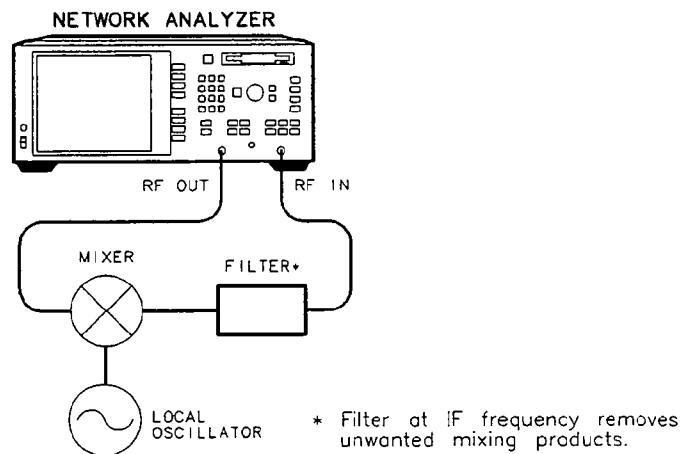 NETWORK ANALYZER
RF OUT
RF IN
MIXER
FILTER*
LOCAL
OSCILLATOR
* Filter at IF frequency removes
unwanted mixing products.